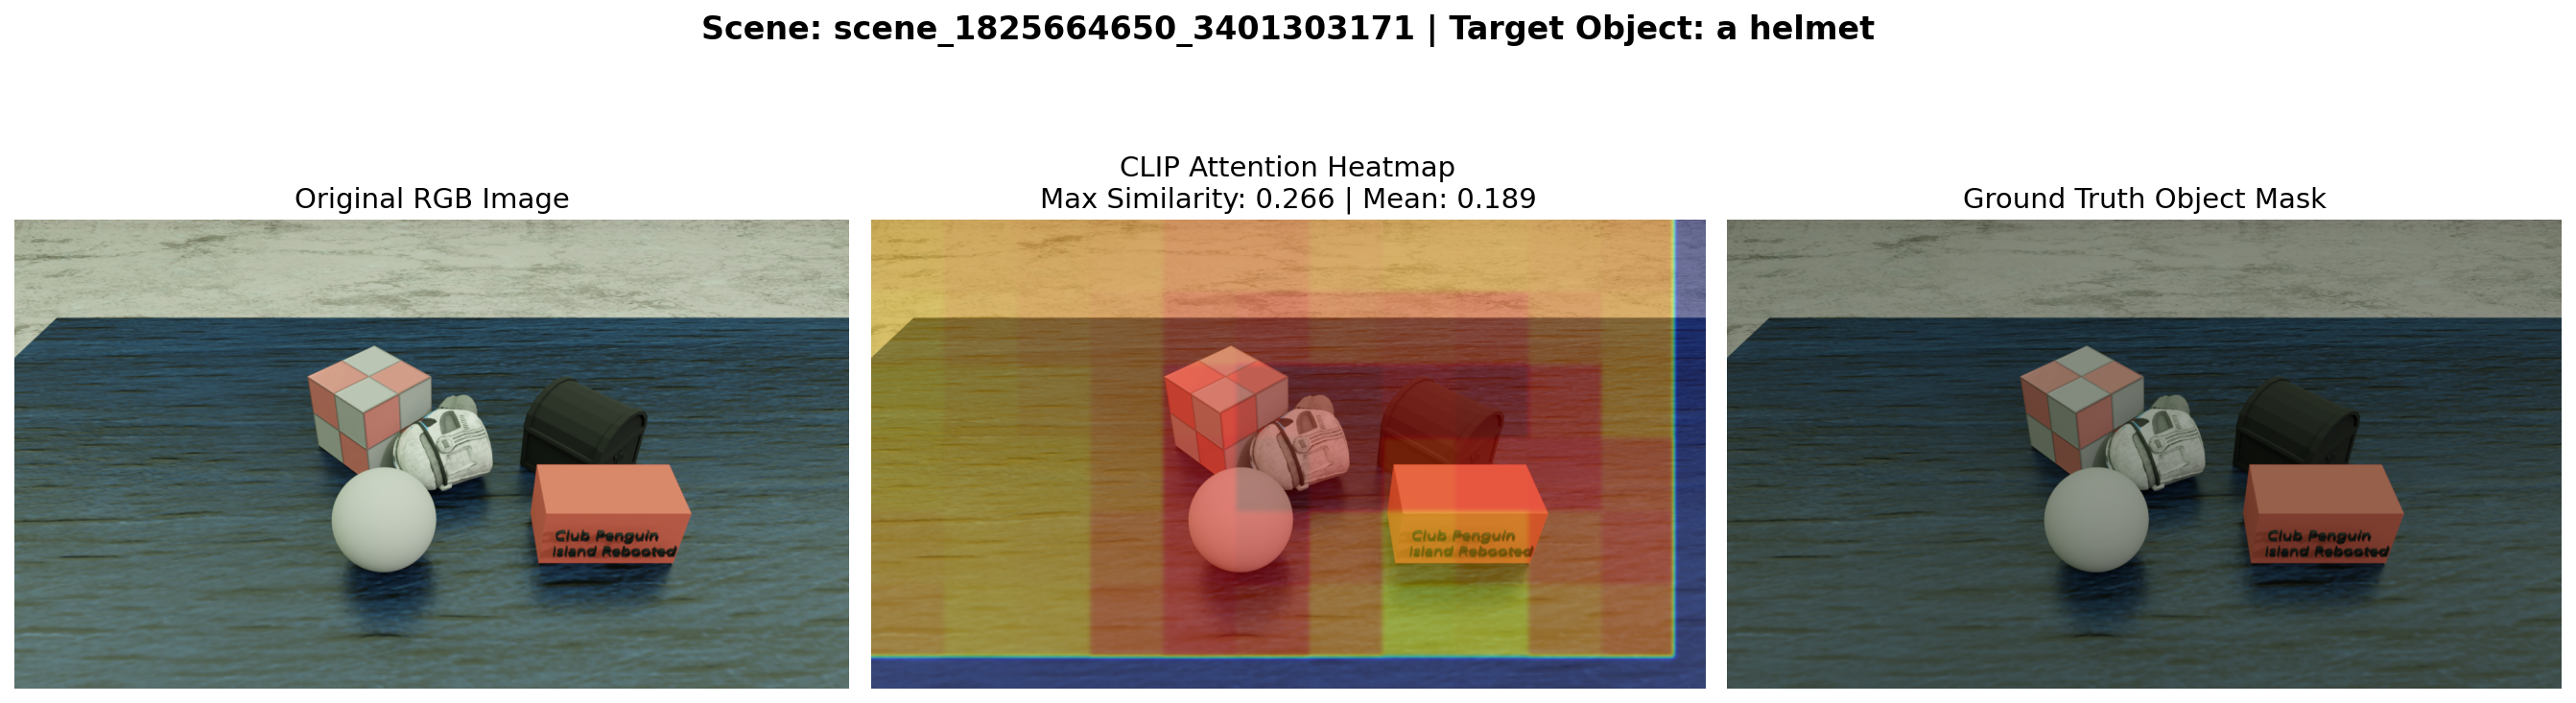 Scene: scene_1825664650_3401303171 | Target Object: a helmet
Original RGB Image
CLIP Attention Heatmap
Max Similarity: 0.266 | Mean: 0.189
Ground Truth Object Mask
Club Penguin
Island Rebooted
Club Penguin
Island Rebooted
Club Penguin
Island Rebooted